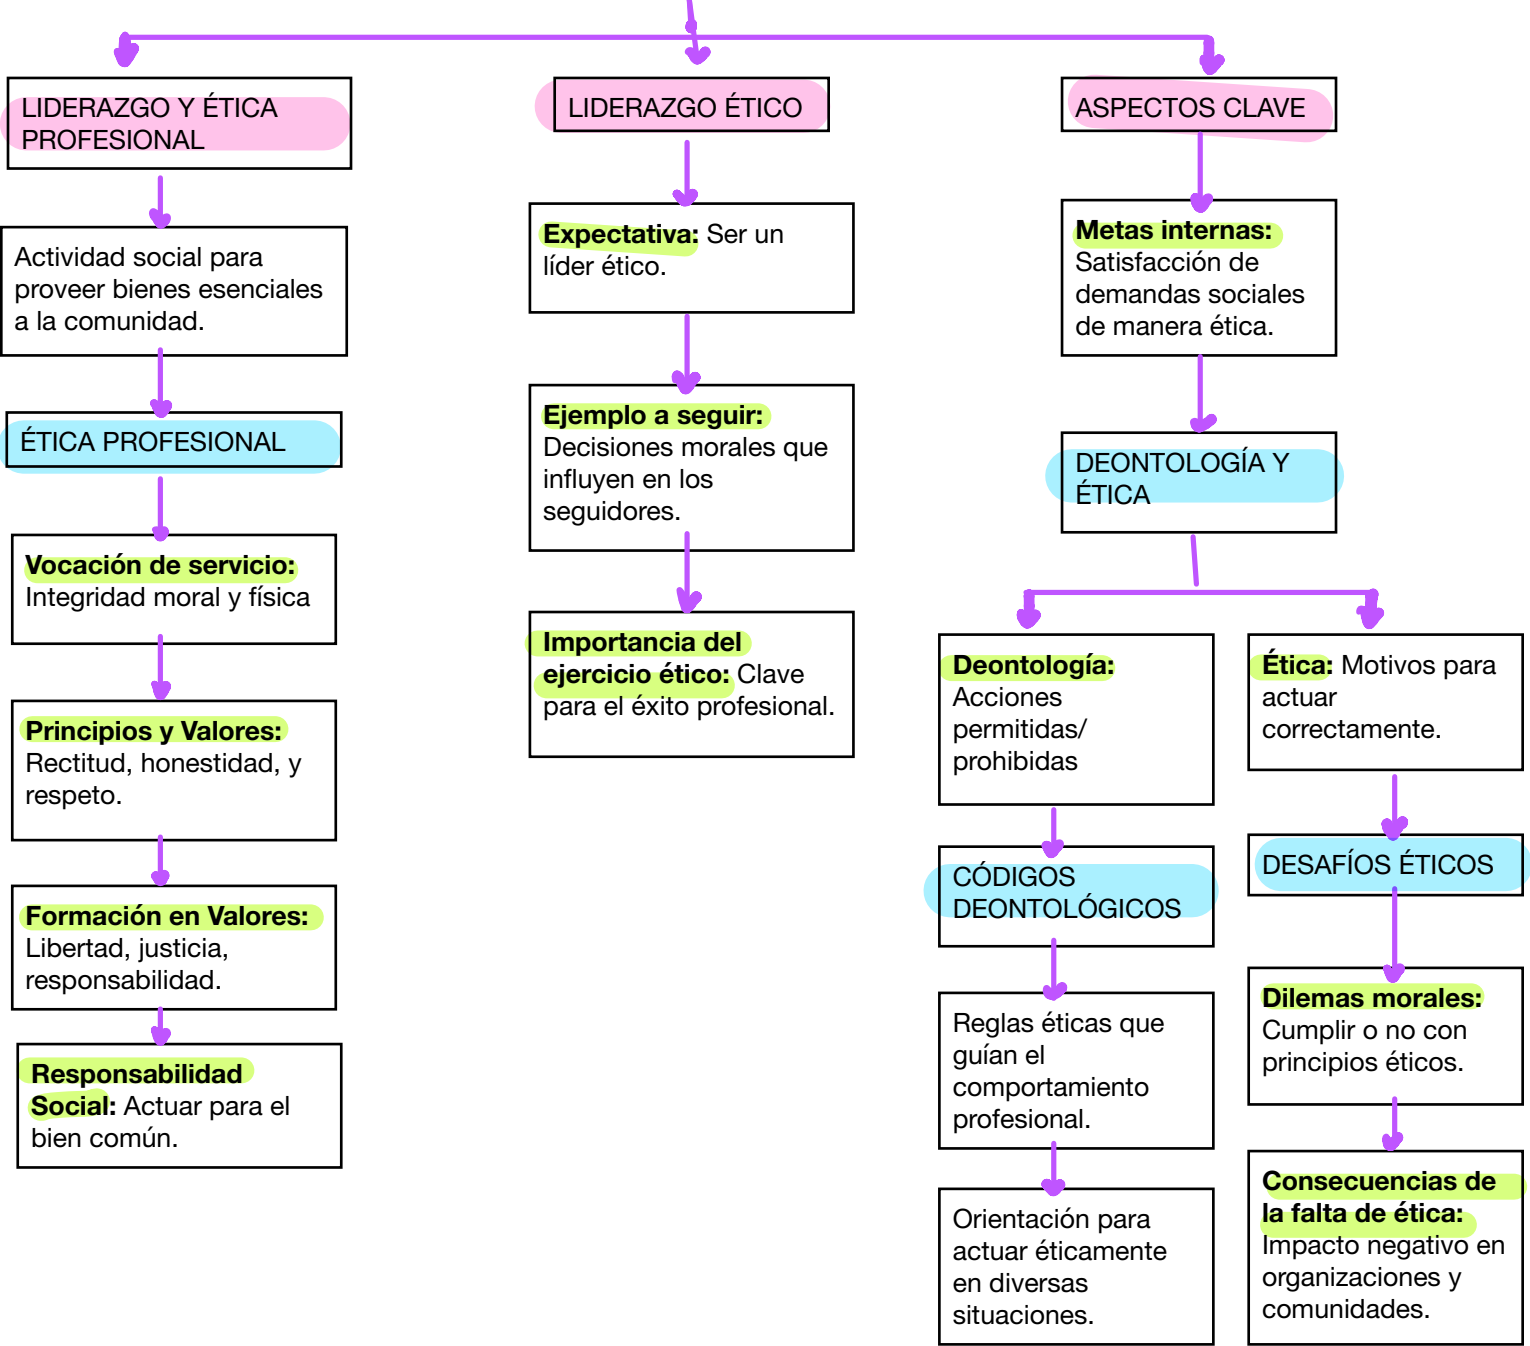 LIDERAZGO Y ÉTICA
PROFESIONAL
Actividad social para
proveer bienes esenciales
a la comunidad.
ÉTICA PROFESIONAL
Vocación de servicio:
Integridad moral y física
Principios y Valores:
Rectitud, honestidad, y
respeto.
Formación en Valores:
Libertad, justicia,
responsabilidad.
Responsabilidad
Social: Actuar para el
bien común.
LIDERAZGO ÉTICO
Expectativa: Ser un
líder ético.
Ejemplo a seguir:
Decisiones morales que
influyen en los
seguidores.
Importancia del
ejercicio ético: Clave
para el éxito profesional.
ASPECTOS CLAVE
Metas internas:
Satisfacción de
demandas sociales
de manera ética.
DEONTOLOGÍA Y
ÉTICA
Deontología:
Acciones
permitidas/
prohibidas
CÓDIGOS
DEONTOLÓGICOS
Reglas éticas que
guían el
comportamiento
profesional.
Orientación para
actuar éticamente
en diversas
situaciones.
Ética: Motivos para
actuar
correctamente.
DESAFÍOS ÉTICOS
Dilemas morales:
Cumplir o no con
principios éticos.
Consecuencias de
la falta de ética:
Impacto negativo en
organizaciones y
comunidades.